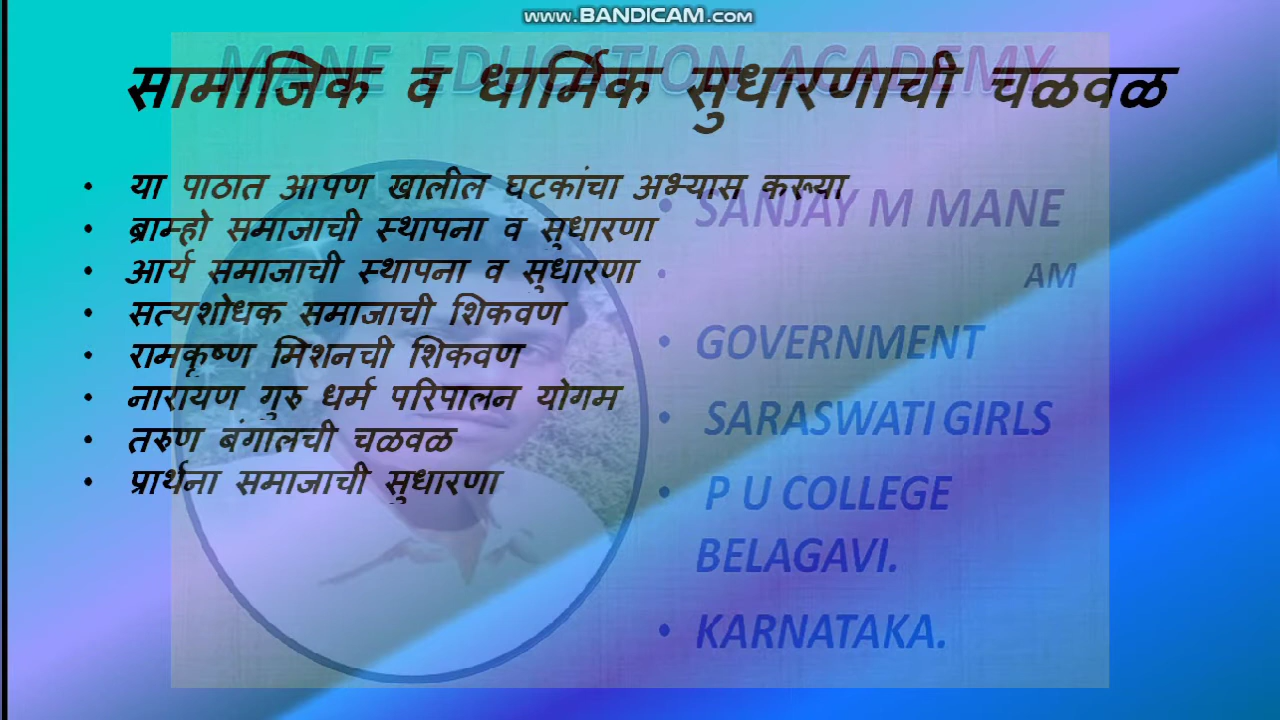 www.BANDICAM.com
MANE EDUCATION ACADEMY
सामाजिक व धार्मिक सुधारणाची चळवळ
• या पाठात आपण खालील घटकांचा अभ्यास करूया
• ब्राम्हो समाजाची स्थापना व सुधारणा
• आर्य समाजाची स्थापना व सुधारणा
• सत्यशोधक समाजाची शिकवण
• रामकृष्ण मिशनची शिकवण
• नारायण गुरु धर्म परिपालन योगम
• तरुण बंगालची चळवळ
• प्रार्थना समाजाची सुधारणा
• SANJAY M MANE
• AM
• GOVERNMENT
• SARASWATI GIRLS
• P U COLLEGE
BELAGAVI.
• KARNATAKA.